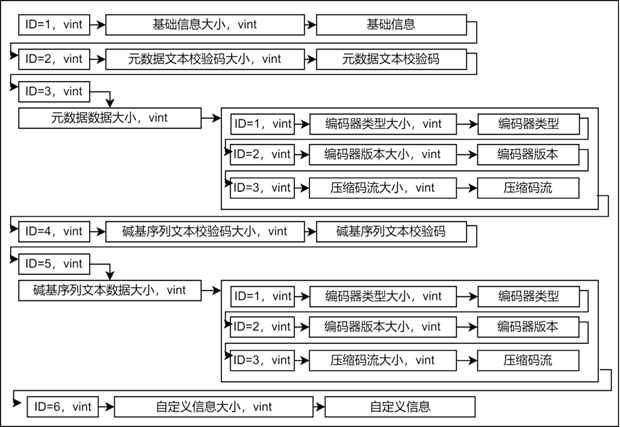 ID=1，vint 基础信息大小，vint 基础信息
ID=2，vint 元数据文本校验码大小，vint 元数据文本校验码
ID=3，vint
元数据数据大小，vint
ID=1，vint 编码器类型大小，vint 编码器类型
ID=2，vint 编码器版本大小，vint 编码器版本
ID=3，vint 压缩码流大小，vint 压缩码流
ID=4，vint 碱基序列文本校验码大小，vint 碱基序列文本校验码
ID=5，vint
碱基序列文本数据大小，vint
ID=1，vint 编码器类型大小，vint 编码器类型
ID=2，vint 编码器版本大小，vint 编码器版本
ID=3，vint 压缩码流大小，vint 压缩码流
ID=6，vint 自定义信息大小，vint 自定义信息